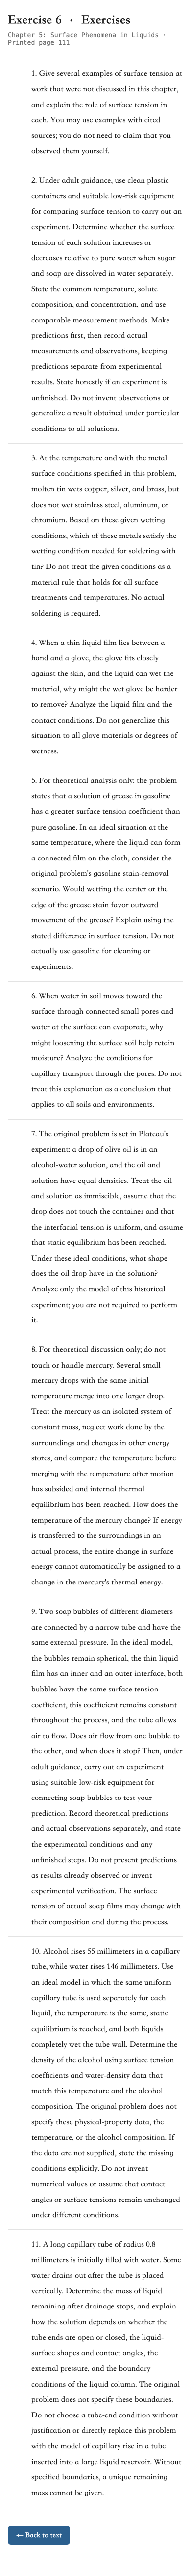 Exercise 6 · Exercises
Chapter 5: Surface Phenomena in Liquids ·
Printed page 111
1. Give several examples of surface tension at
work that were not discussed in this chapter,
and explain the role of surface tension in
each. You may use examples with cited
sources; you do not need to claim that you
observed them yourself.
2. Under adult guidance, use clean plastic
containers and suitable low-risk equipment
for comparing surface tension to carry out an
experiment. Determine whether the surface
tension of each solution increases or
decreases relative to pure water when sugar
and soap are dissolved in water separately.
State the common temperature, solute
composition, and concentration, and use
comparable measurement methods. Make
predictions first, then record actual
measurements and observations, keeping
predictions separate from experimental
results. State honestly if an experiment is
unfinished. Do not invent observations or
generalize a result obtained under particular
conditions to all solutions.
3. At the temperature and with the metal
surface conditions specified in this problem,
molten tin wets copper, silver, and brass, but
does not wet stainless steel, aluminum, or
chromium. Based on these given wetting
conditions, which of these metals satisfy the
wetting condition needed for soldering with
tin? Do not treat the given conditions as a
material rule that holds for all surface
treatments and temperatures. No actual
soldering is required.
4. When a thin liquid film lies between a
hand and a glove, the glove fits closely
against the skin, and the liquid can wet the
material, why might the wet glove be harder
to remove? Analyze the liquid film and the
contact conditions. Do not generalize this
situation to all glove materials or degrees of
wetness.
5. For theoretical analysis only: the problem
states that a solution of grease in gasoline
has a greater surface tension coefficient than
pure gasoline. In an ideal situation at the
same temperature, where the liquid can form
a connected film on the cloth, consider the
original problem's gasoline stain-removal
scenario. Would wetting the center or the
edge of the grease stain favor outward
movement of the grease? Explain using the
stated difference in surface tension. Do not
actually use gasoline for cleaning or
experiments.
6. When water in soil moves toward the
surface through connected small pores and
water at the surface can evaporate, why
might loosening the surface soil help retain
moisture? Analyze the conditions for
capillary transport through the pores. Do not
treat this explanation as a conclusion that
applies to all soils and environments.
7. The original problem is set in Plateau's
experiment: a drop of olive oil is in an
alcohol-water solution, and the oil and
solution have equal densities. Treat the oil
and solution as immiscible, assume that the
drop does not touch the container and that
the interfacial tension is uniform, and assume
that static equilibrium has been reached.
Under these ideal conditions, what shape
does the oil drop have in the solution?
Analyze only the model of this historical
experiment; you are not required to perform
it.
8. For theoretical discussion only; do not
touch or handle mercury. Several small
mercury drops with the same initial
temperature merge into one larger drop.
Treat the mercury as an isolated system of
constant mass, neglect work done by the
surroundings and changes in other energy
stores, and compare the temperature before
merging with the temperature after motion
has subsided and internal thermal
equilibrium has been reached. How does the
temperature of the mercury change? If energy
is transferred to the surroundings in an
actual process, the entire change in surface
energy cannot automatically be assigned to a
change in the mercury's thermal energy.
9. Two soap bubbles of different diameters
are connected by a narrow tube and have the
same external pressure. In the ideal model,
the bubbles remain spherical, the thin liquid
film has an inner and an outer interface, both
bubbles have the same surface tension
coefficient, this coefficient remains constant
throughout the process, and the tube allows
air to flow. Does air flow from one bubble to
the other, and when does it stop? Then, under
adult guidance, carry out an experiment
using suitable low-risk equipment for
connecting soap bubbles to test your
prediction. Record theoretical predictions
and actual observations separately, and state
the experimental conditions and any
unfinished steps. Do not present predictions
as results already observed or invent
experimental verification. The surface
tension of actual soap films may change with
their composition and during the process.
10. Alcohol rises 55 millimeters in a capillary
tube, while water rises 146 millimeters. Use
an ideal model in which the same uniform
capillary tube is used separately for each
liquid, the temperature is the same, static
equilibrium is reached, and both liquids
completely wet the tube wall. Determine the
density of the alcohol using surface tension
coefficients and water-density data that
match this temperature and the alcohol
composition. The original problem does not
specify these physical-property data, the
temperature, or the alcohol composition. If
the data are not supplied, state the missing
conditions explicitly. Do not invent
numerical values or assume that contact
angles or surface tensions remain unchanged
under different conditions.
11. A long capillary tube of radius 0.8
millimeters is initially filled with water. Some
water drains out after the tube is placed
vertically. Determine the mass of liquid
remaining after drainage stops, and explain
how the solution depends on whether the
tube ends are open or closed, the liquid-
surface shapes and contact angles, the
external pressure, and the boundary
conditions of the liquid column. The original
problem does not specify these boundaries.
Do not choose a tube-end condition without
justification or directly replace this problem
with the model of capillary rise in a tube
inserted into a large liquid reservoir. Without
specified boundaries, a unique remaining
mass cannot be given.
← Back to text